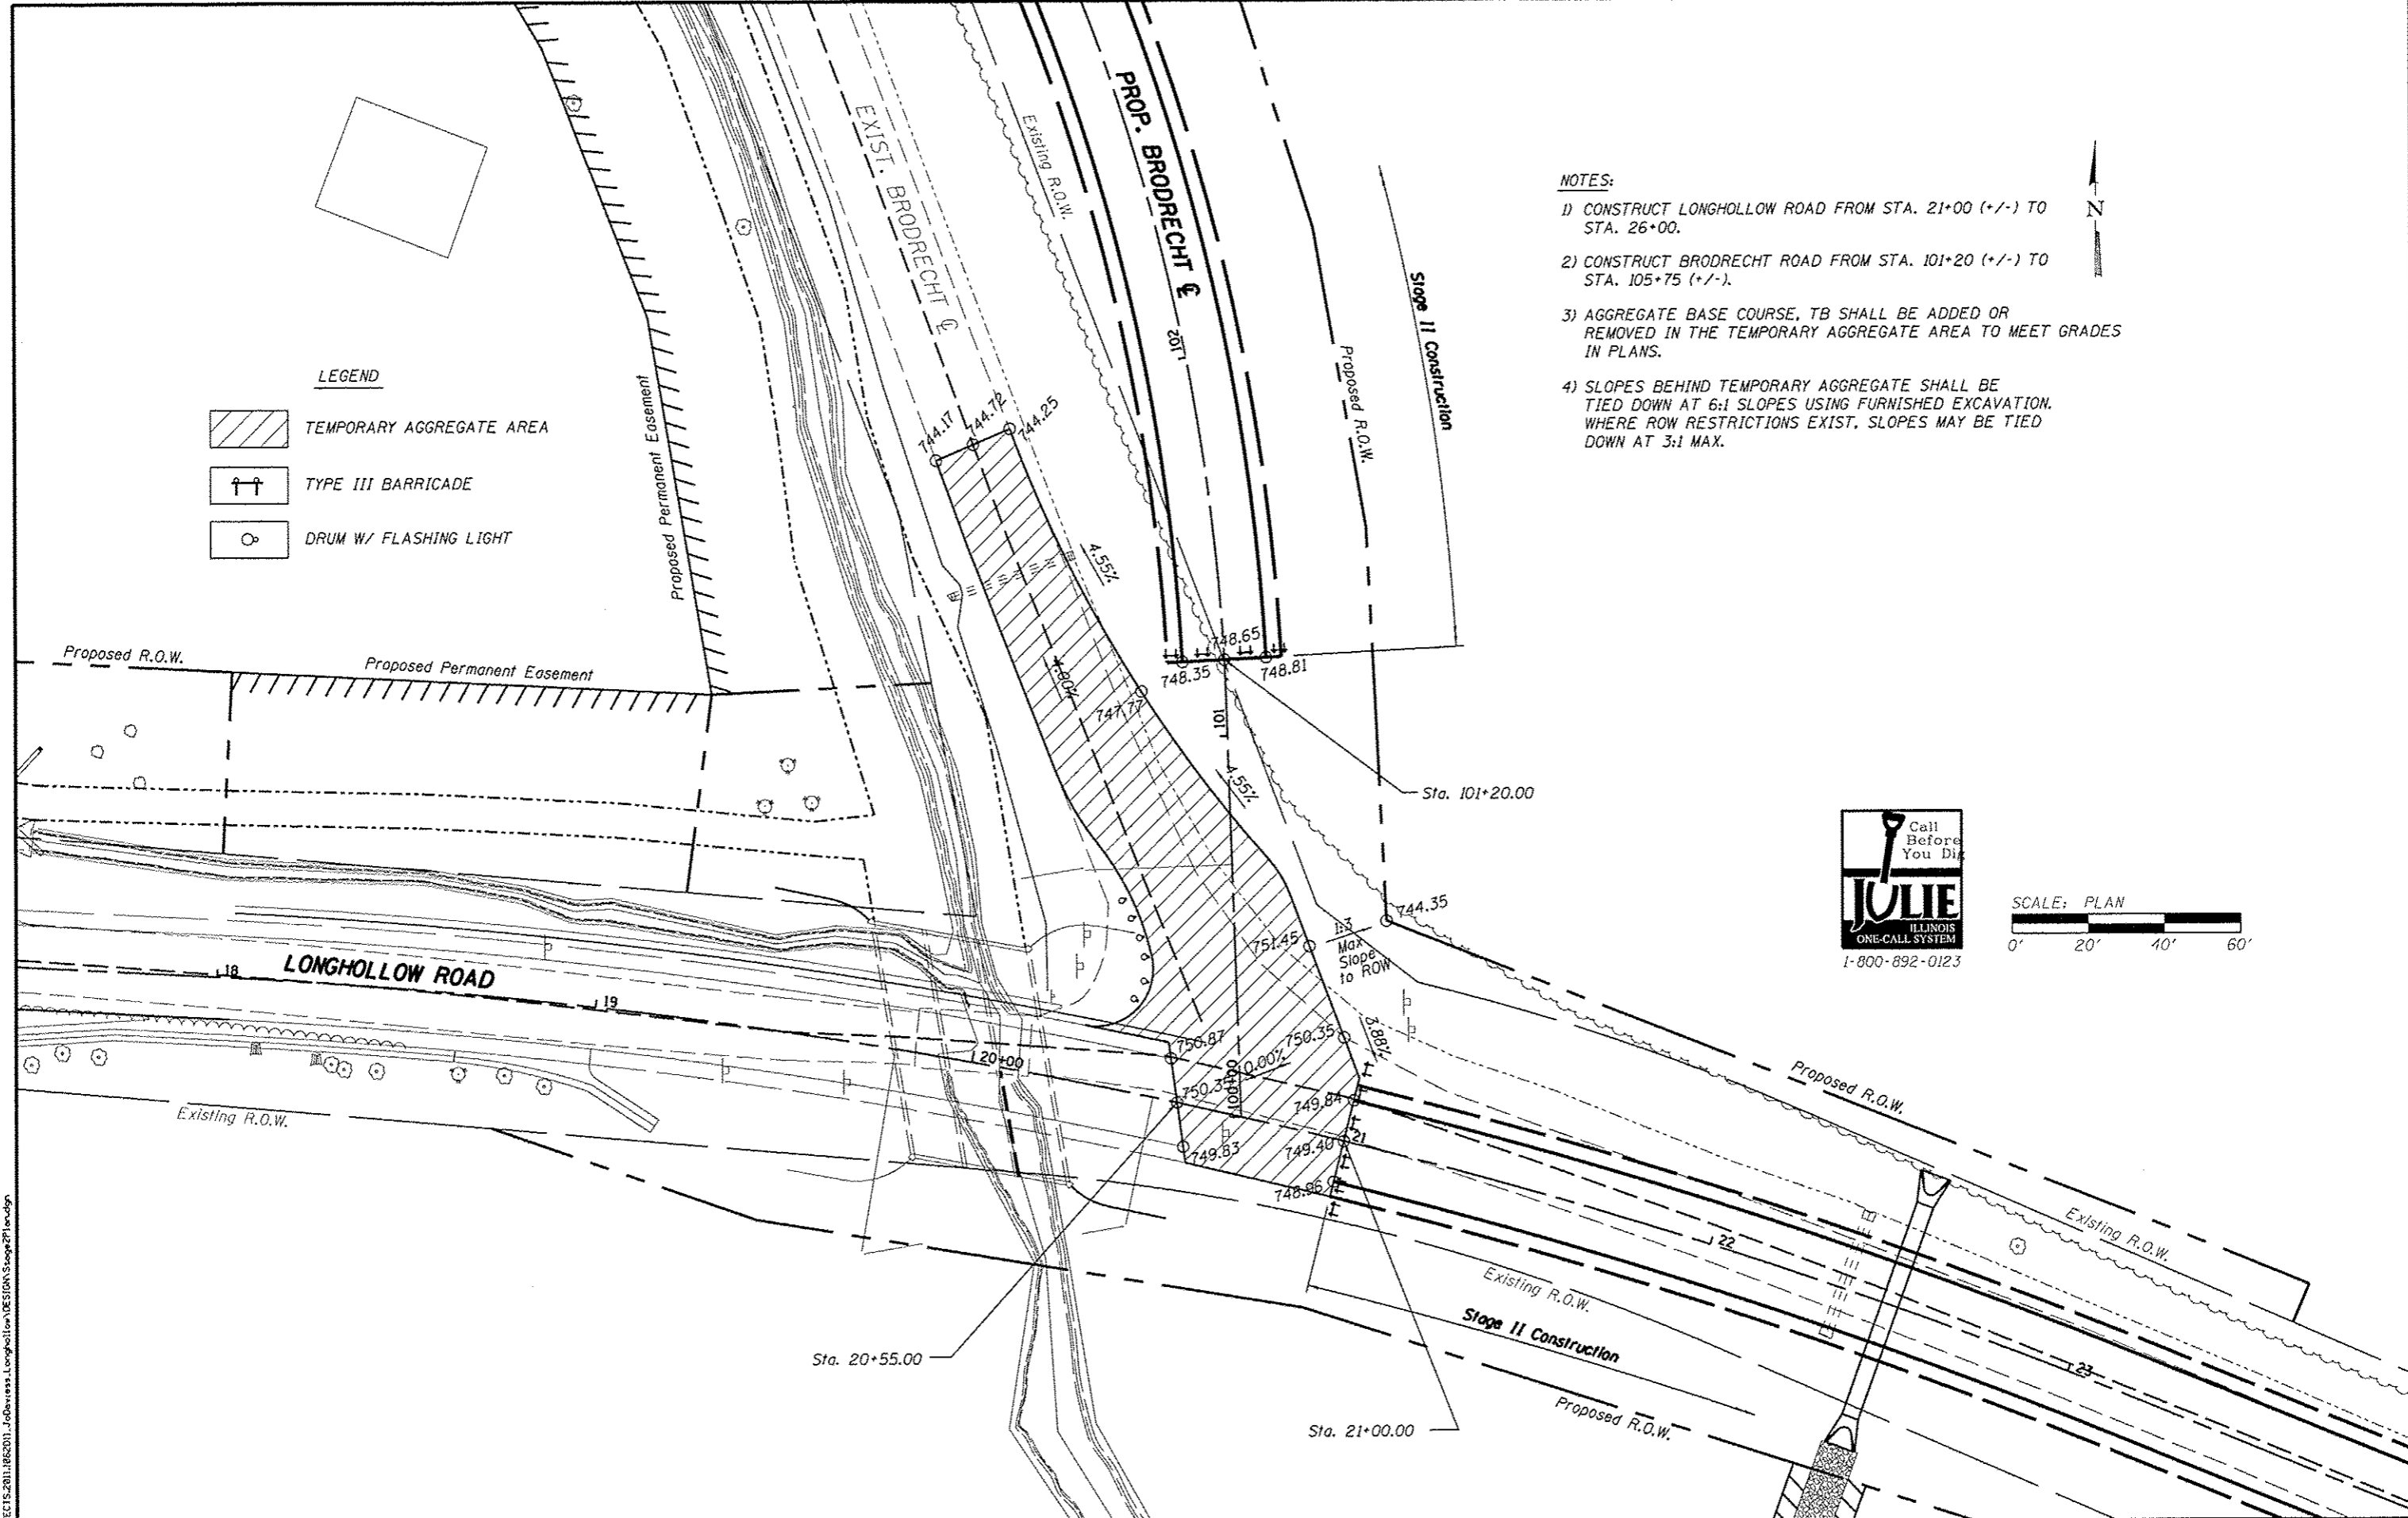 PROP. BRODRECHT ℄
EXIST. BRODRECHT ℄
Existing R.O.W.
102
Stage II Construction
Proposed R.O.W.
NOTES:
1) CONSTRUCT LONGHOLLOW ROAD FROM STA. 21+00 (+/-) TO
STA. 26+00.
2) CONSTRUCT BRODRECHT ROAD FROM STA. 101+20 (+/-) TO
STA. 105+75 (+/-).
3) AGGREGATE BASE COURSE, TB SHALL BE ADDED OR
REMOVED IN THE TEMPORARY AGGREGATE AREA TO MEET GRADES
IN PLANS.
4) SLOPES BEHIND TEMPORARY AGGREGATE SHALL BE
TIED DOWN AT 6:1 SLOPES USING FURNISHED EXCAVATION.
WHERE ROW RESTRICTIONS EXIST, SLOPES MAY BE TIED
DOWN AT 3:1 MAX.
N
LEGEND
TEMPORARY AGGREGATE AREA
TYPE III BARRICADE
DRUM W/ FLASHING LIGHT
Proposed Permanent Easement
744.17
744.72
744.25
4.55%
4.00%
747.77
748.65
748.35
748.81
101
Proposed R.O.W.
Proposed Permanent Easement
4.55%
Sta. 101+20.00
744.35
1:3
Max
Slope
to ROW
751.45
Call
Before
You Dig
JULIE
ILLINOIS
ONE-CALL SYSTEM
1-800-892-0123
SCALE: PLAN
0' 20' 40' 60'
LONGHOLLOW ROAD
18
19
20+00
750.87
750.35
3.88%
0.00%
100+00
749.84
749.40
21
749.83
748.96
Existing R.O.W.
Proposed R.O.W.
Existing R.O.W.
22
23
Existing R.O.W.
Stage II Construction
Proposed R.O.W.
Sta. 20+55.00
Sta. 21+00.00